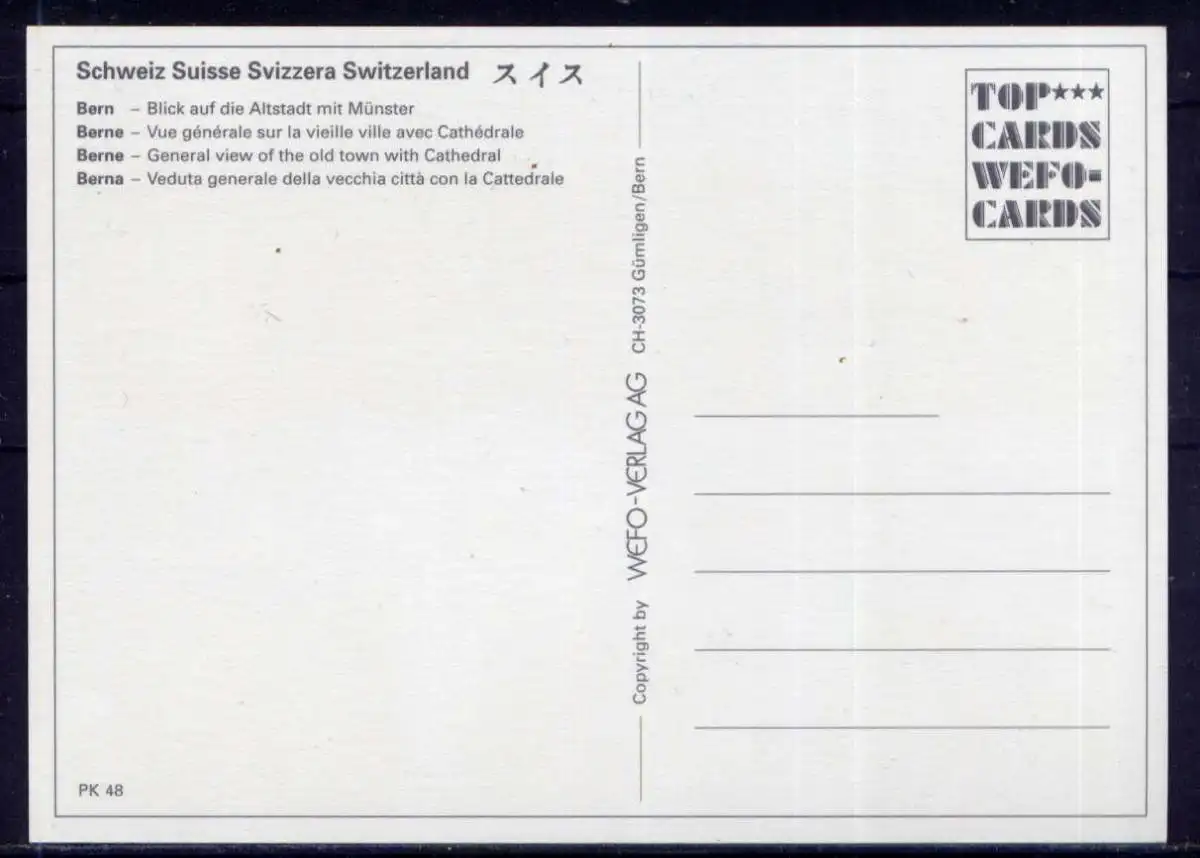 Schweiz Suisse Svizzera Switzerland スイス
Bern – Blick auf die Altstadt mit Münster
Berne – Vue générale sur la vieille ville avec Cathédrale
Berne – General view of the old town with Cathedral
Berna – Veduta generale della vecchia città con la Cattedrale
PK 48
Copyright by WEFO-VERLAG AG CH-3073 Gümligen/Bern
TOP***
CARDS
WEFO-
CARDS